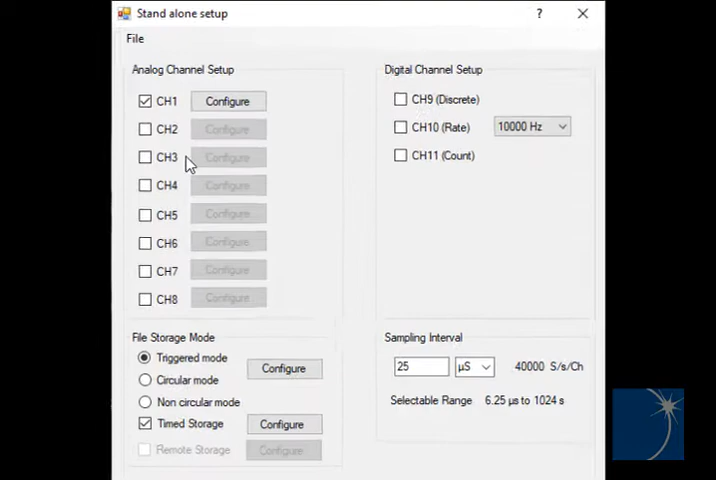 Stand alone setup ?
File
Analog Channel Setup
CH1 Configure
CH2 Configure
CH3 Configure
CH4 Configure
CH5 Configure
CH6 Configure
CH7 Configure
CH8 Configure
Digital Channel Setup
CH9 (Discrete)
CH10 (Rate) 10000 Hz
CH11 (Count)
File Storage Mode
Triggered mode Configure
Circular mode
Non circular mode
Timed Storage Configure
Remote Storage Configure
Sampling Interval
25 µS 40000 S/s/Ch
Selectable Range 6.25 µs to 1024 s